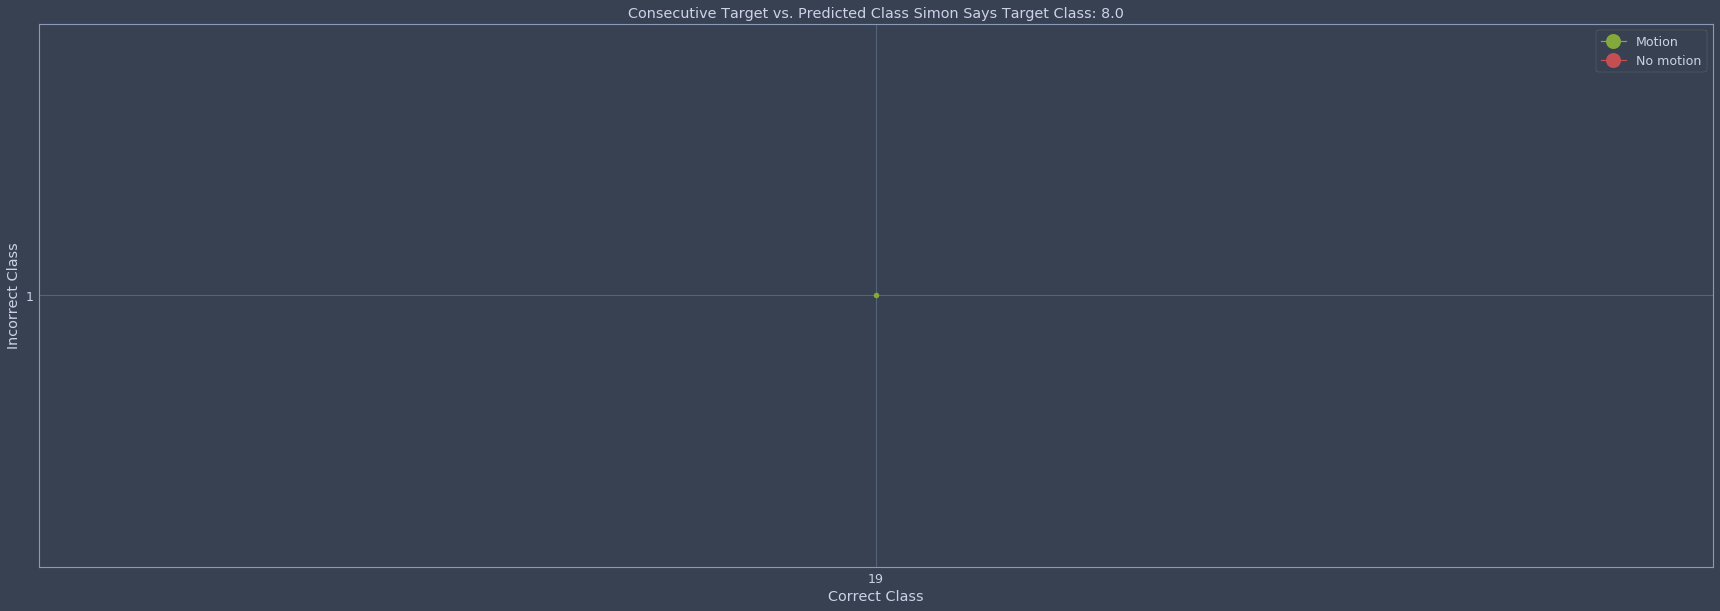 Consecutive Target vs. Predicted Class Simon Says Target Class: 8.0
Motion
No motion
Incorrect Class
1
19
Correct Class